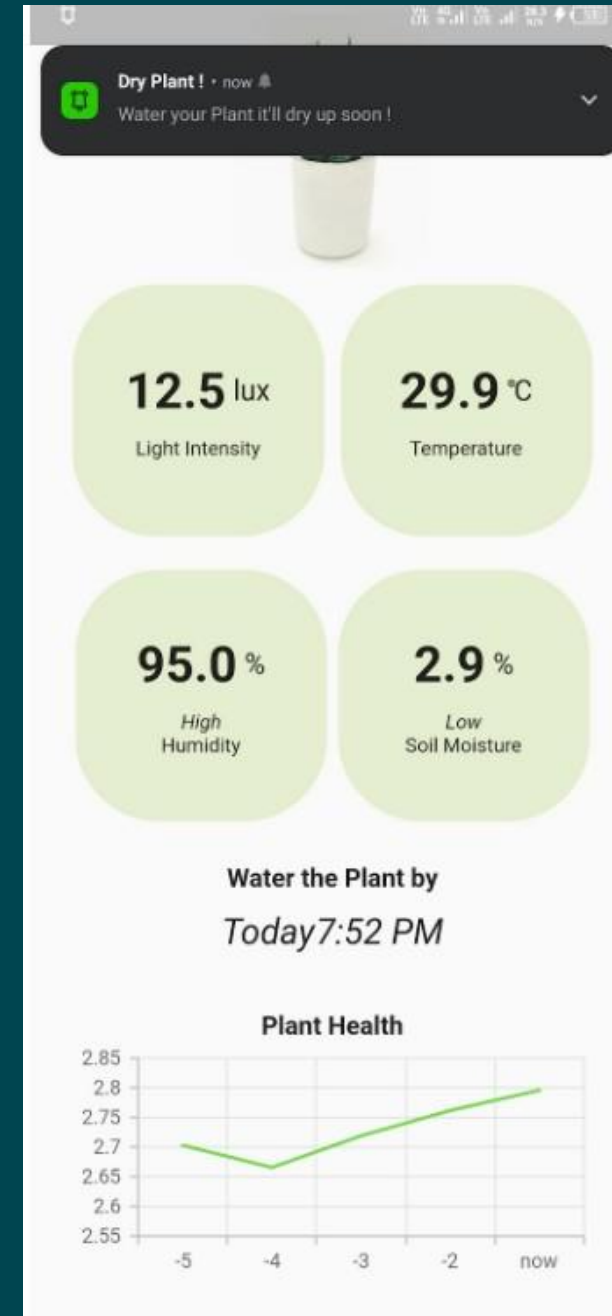 Dry Plant ! • now
Water your Plant it'll dry up soon !
12.5 lux
Light Intensity
29.9 °C
Temperature
95.0 %
High
Humidity
2.9 %
Low
Soil Moisture
Water the Plant by
Today7:52 PM
Plant Health
2.85
2.8
2.75
2.7
2.65
2.6
2.55
-5 -4 -3 -2 now